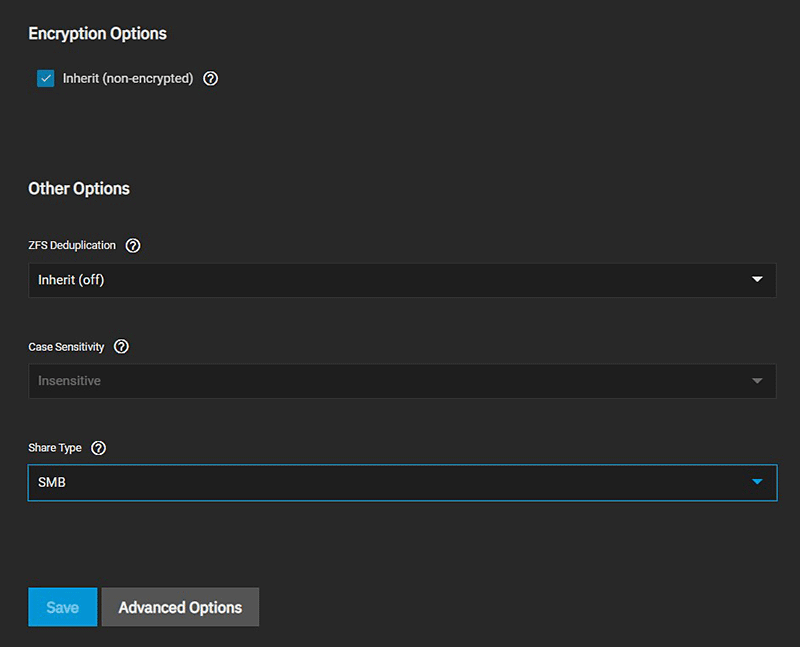 Encryption Options
Inherit (non-encrypted)
Other Options
ZFS Deduplication
Inherit (off)
Case Sensitivity
Insensitive
Share Type
SMB
Save
Advanced Options